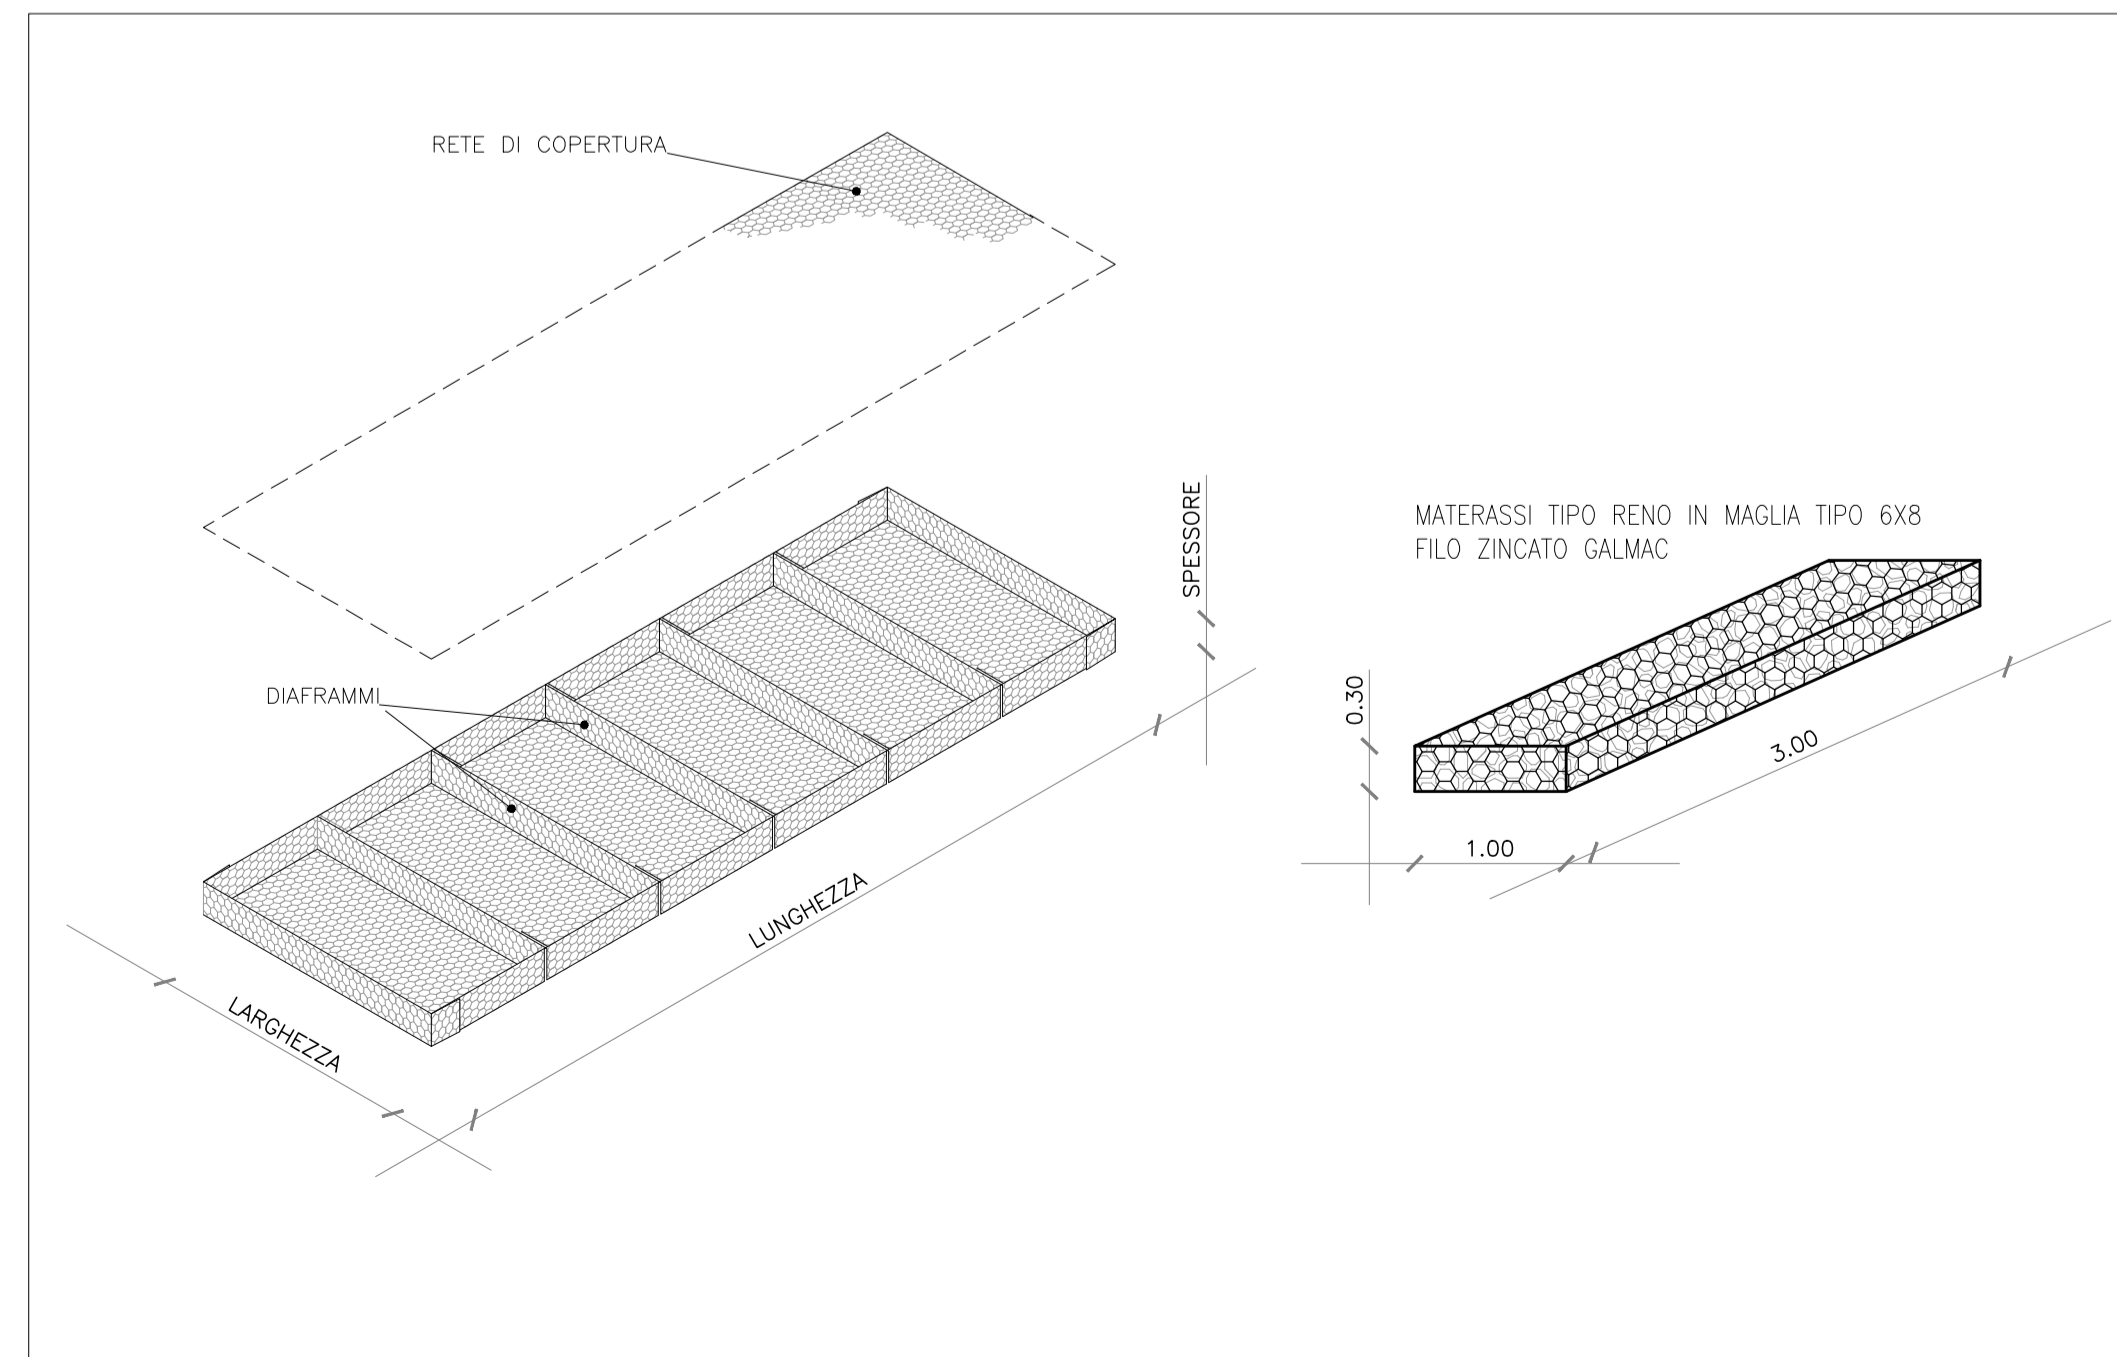 RETE DI COPERTURA
SPESSORE
MATERASSI TIPO RENO IN MAGLIA TIPO 6X8
FILO ZINCATO GALMAC
DIAFRAMMI
0.30
3.00
1.00
LUNGHEZZA
LARGHEZZA